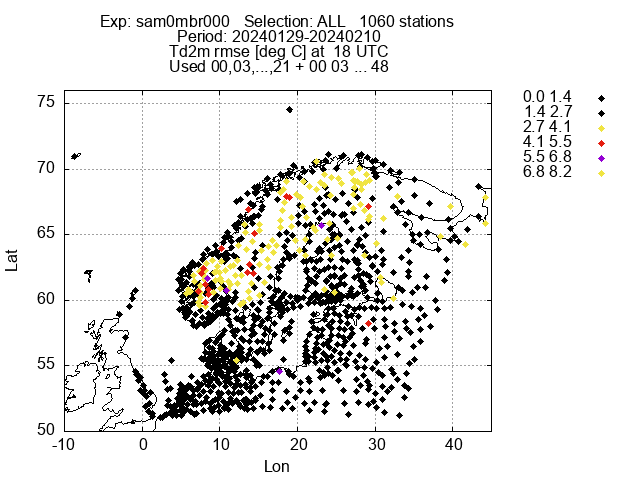 Exp: sam0mbr000   Selection: ALL   1060 stations
Period: 20240129-20240210
Td2m rmse [deg C] at  18 UTC
Used 00,03,...,21 + 00 03 ... 48
0.0 1.4
1.4 2.7
2.7 4.1
4.1 5.5
5.5 6.8
6.8 8.2
75
70
65
60
55
50
Lat
-10 0 10 20 30 40
Lon